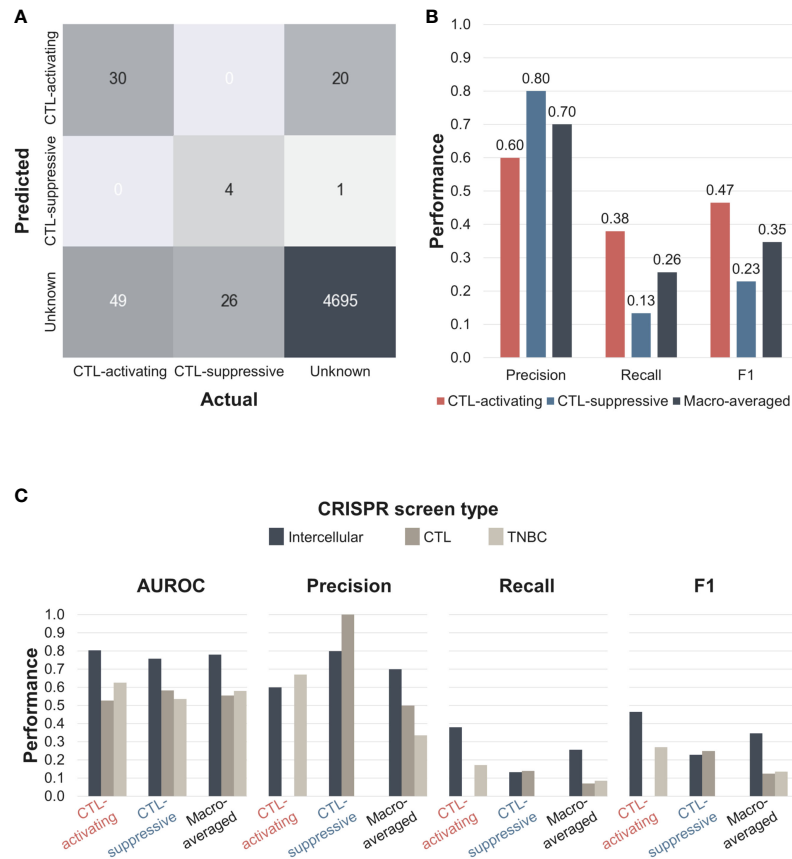 A
CTL-activating
30
0
20
Predicted
CTL-suppressive
0
4
1
Unknown
49
26
4695
CTL-activating
CTL-suppressive
Unknown
Actual
B
Performance
1.0
0.9
0.8
0.7
0.6
0.5
0.4
0.3
0.2
0.1
0.0
0.60
0.80
0.70
0.38
0.13
0.26
0.47
0.23
0.35
Precision
Recall
F1
CTL-activating
CTL-suppressive
Macro-averaged
C
CRISPR screen type
Intercellular
CTL
TNBC
AUROC
Precision
Recall
F1
Performance
1.0
0.9
0.8
0.7
0.6
0.5
0.4
0.3
0.2
0.1
0.0
CTL-
activating
CTL-
suppressive
Macro-
averaged
CTL-
activating
CTL-
suppressive
Macro-
averaged
CTL-
activating
CTL-
suppressive
Macro-
averaged
CTL-
activating
CTL-
suppressive
Macro-
averaged